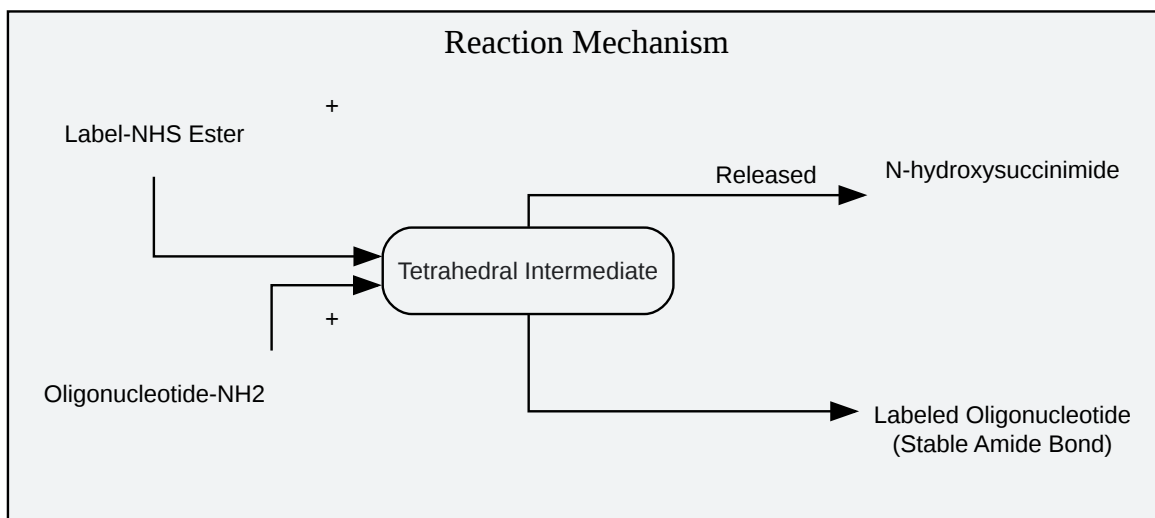 Reaction Mechanism
+
Label-NHS Ester
Released
N-hydroxysuccinimide
Tetrahedral Intermediate
+
Oligonucleotide-NH2
Labeled Oligonucleotide
(Stable Amide Bond)